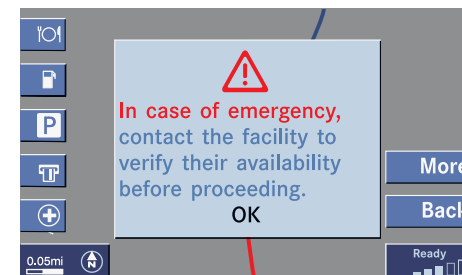 In case of emergency,
contact the facility to
verify their availability
before proceeding.
OK
P
More
Back
0.05mi
N
Ready